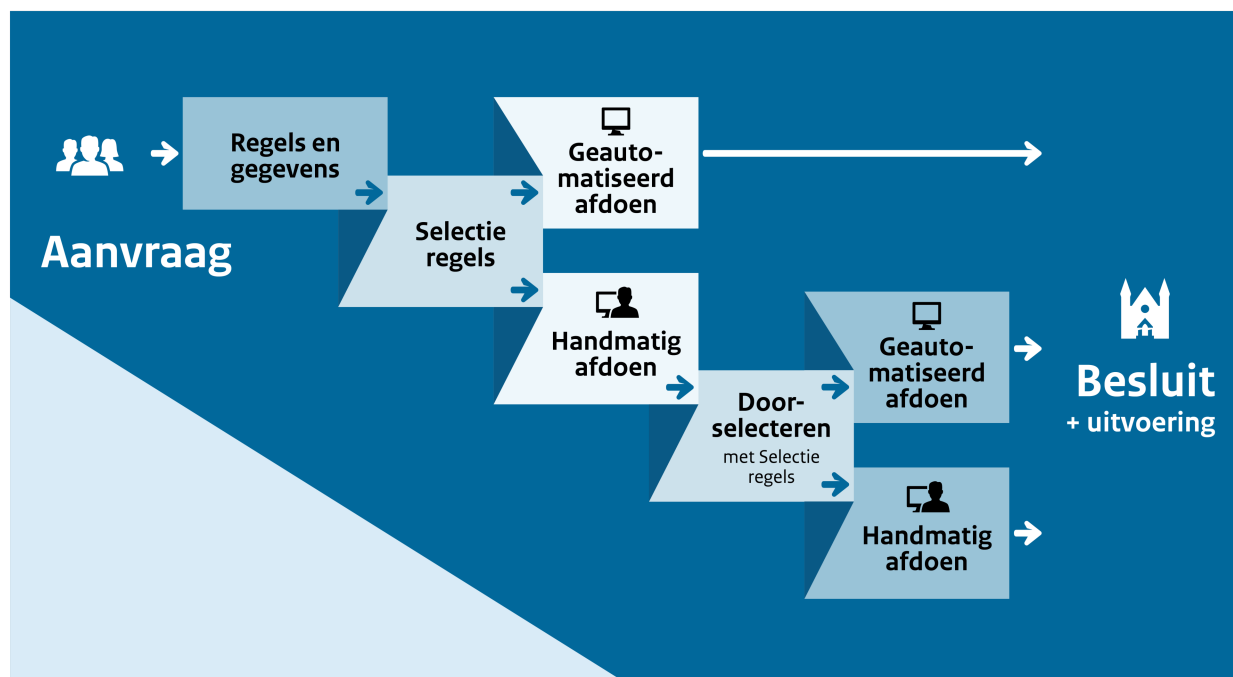 Aanvraag
Regels en
gegevens
Selectie
regels
Geauto-
matiseerd
afdoen
Handmatig
afdoen
Door-
selecteren
met Selectie
regels
Geauto-
matiseerd
afdoen
Handmatig
afdoen
Besluit
+ uitvoering